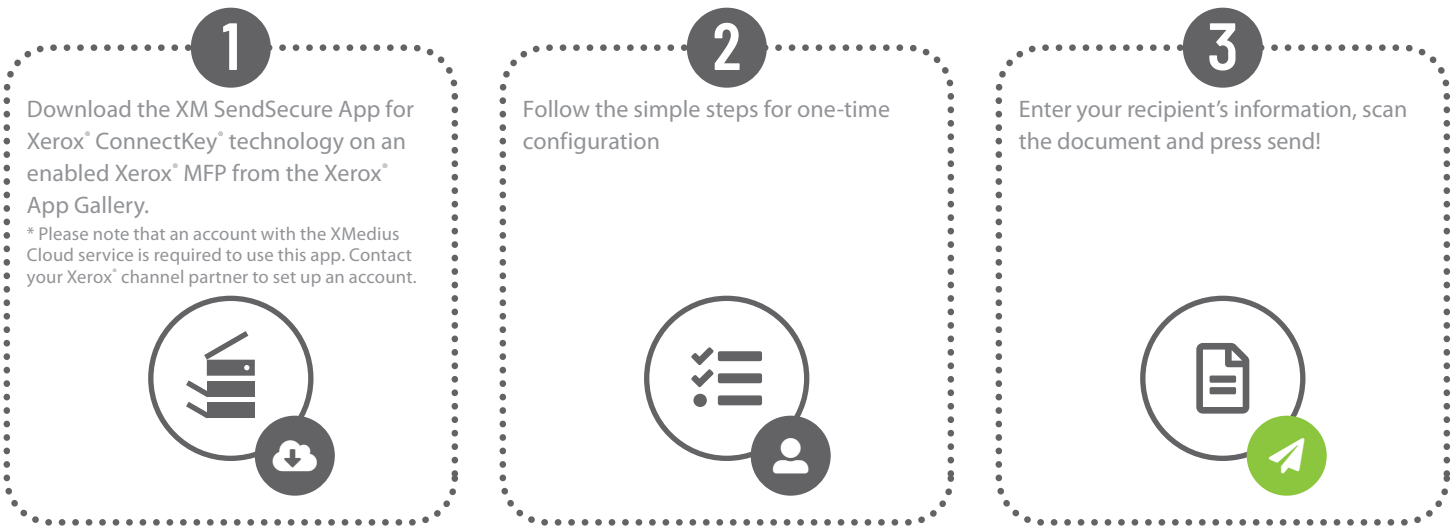 1
Download the XM SendSecure App for
Xerox® ConnectKey® technology on an
enabled Xerox® MFP from the Xerox®
App Gallery.
* Please note that an account with the XMedius
Cloud service is required to use this app. Contact
your Xerox® channel partner to set up an account.
2
Follow the simple steps for one-time
configuration
3
Enter your recipient’s information, scan
the document and press send!